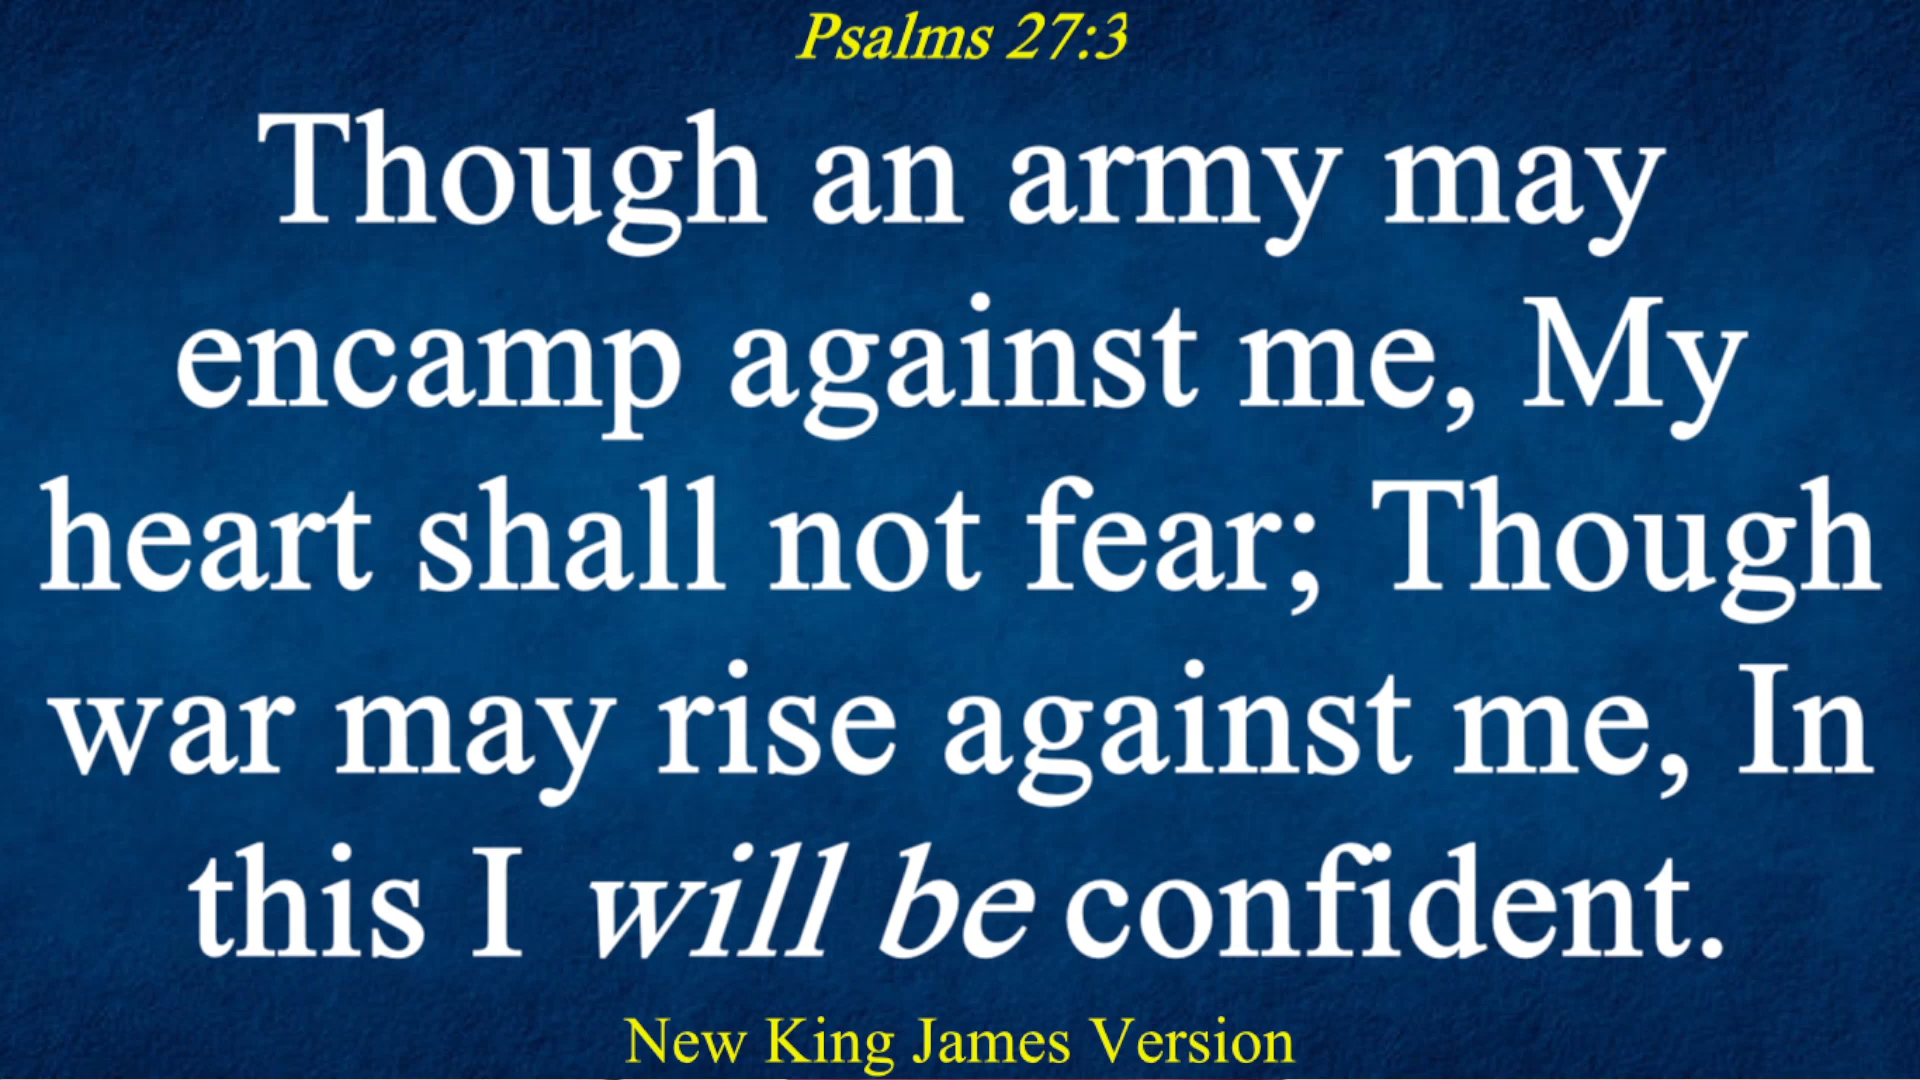 Psalms 27:3
Though an army may
encamp against me, My
heart shall not fear; Though
war may rise against me, In
this I will be confident.
New King James Version